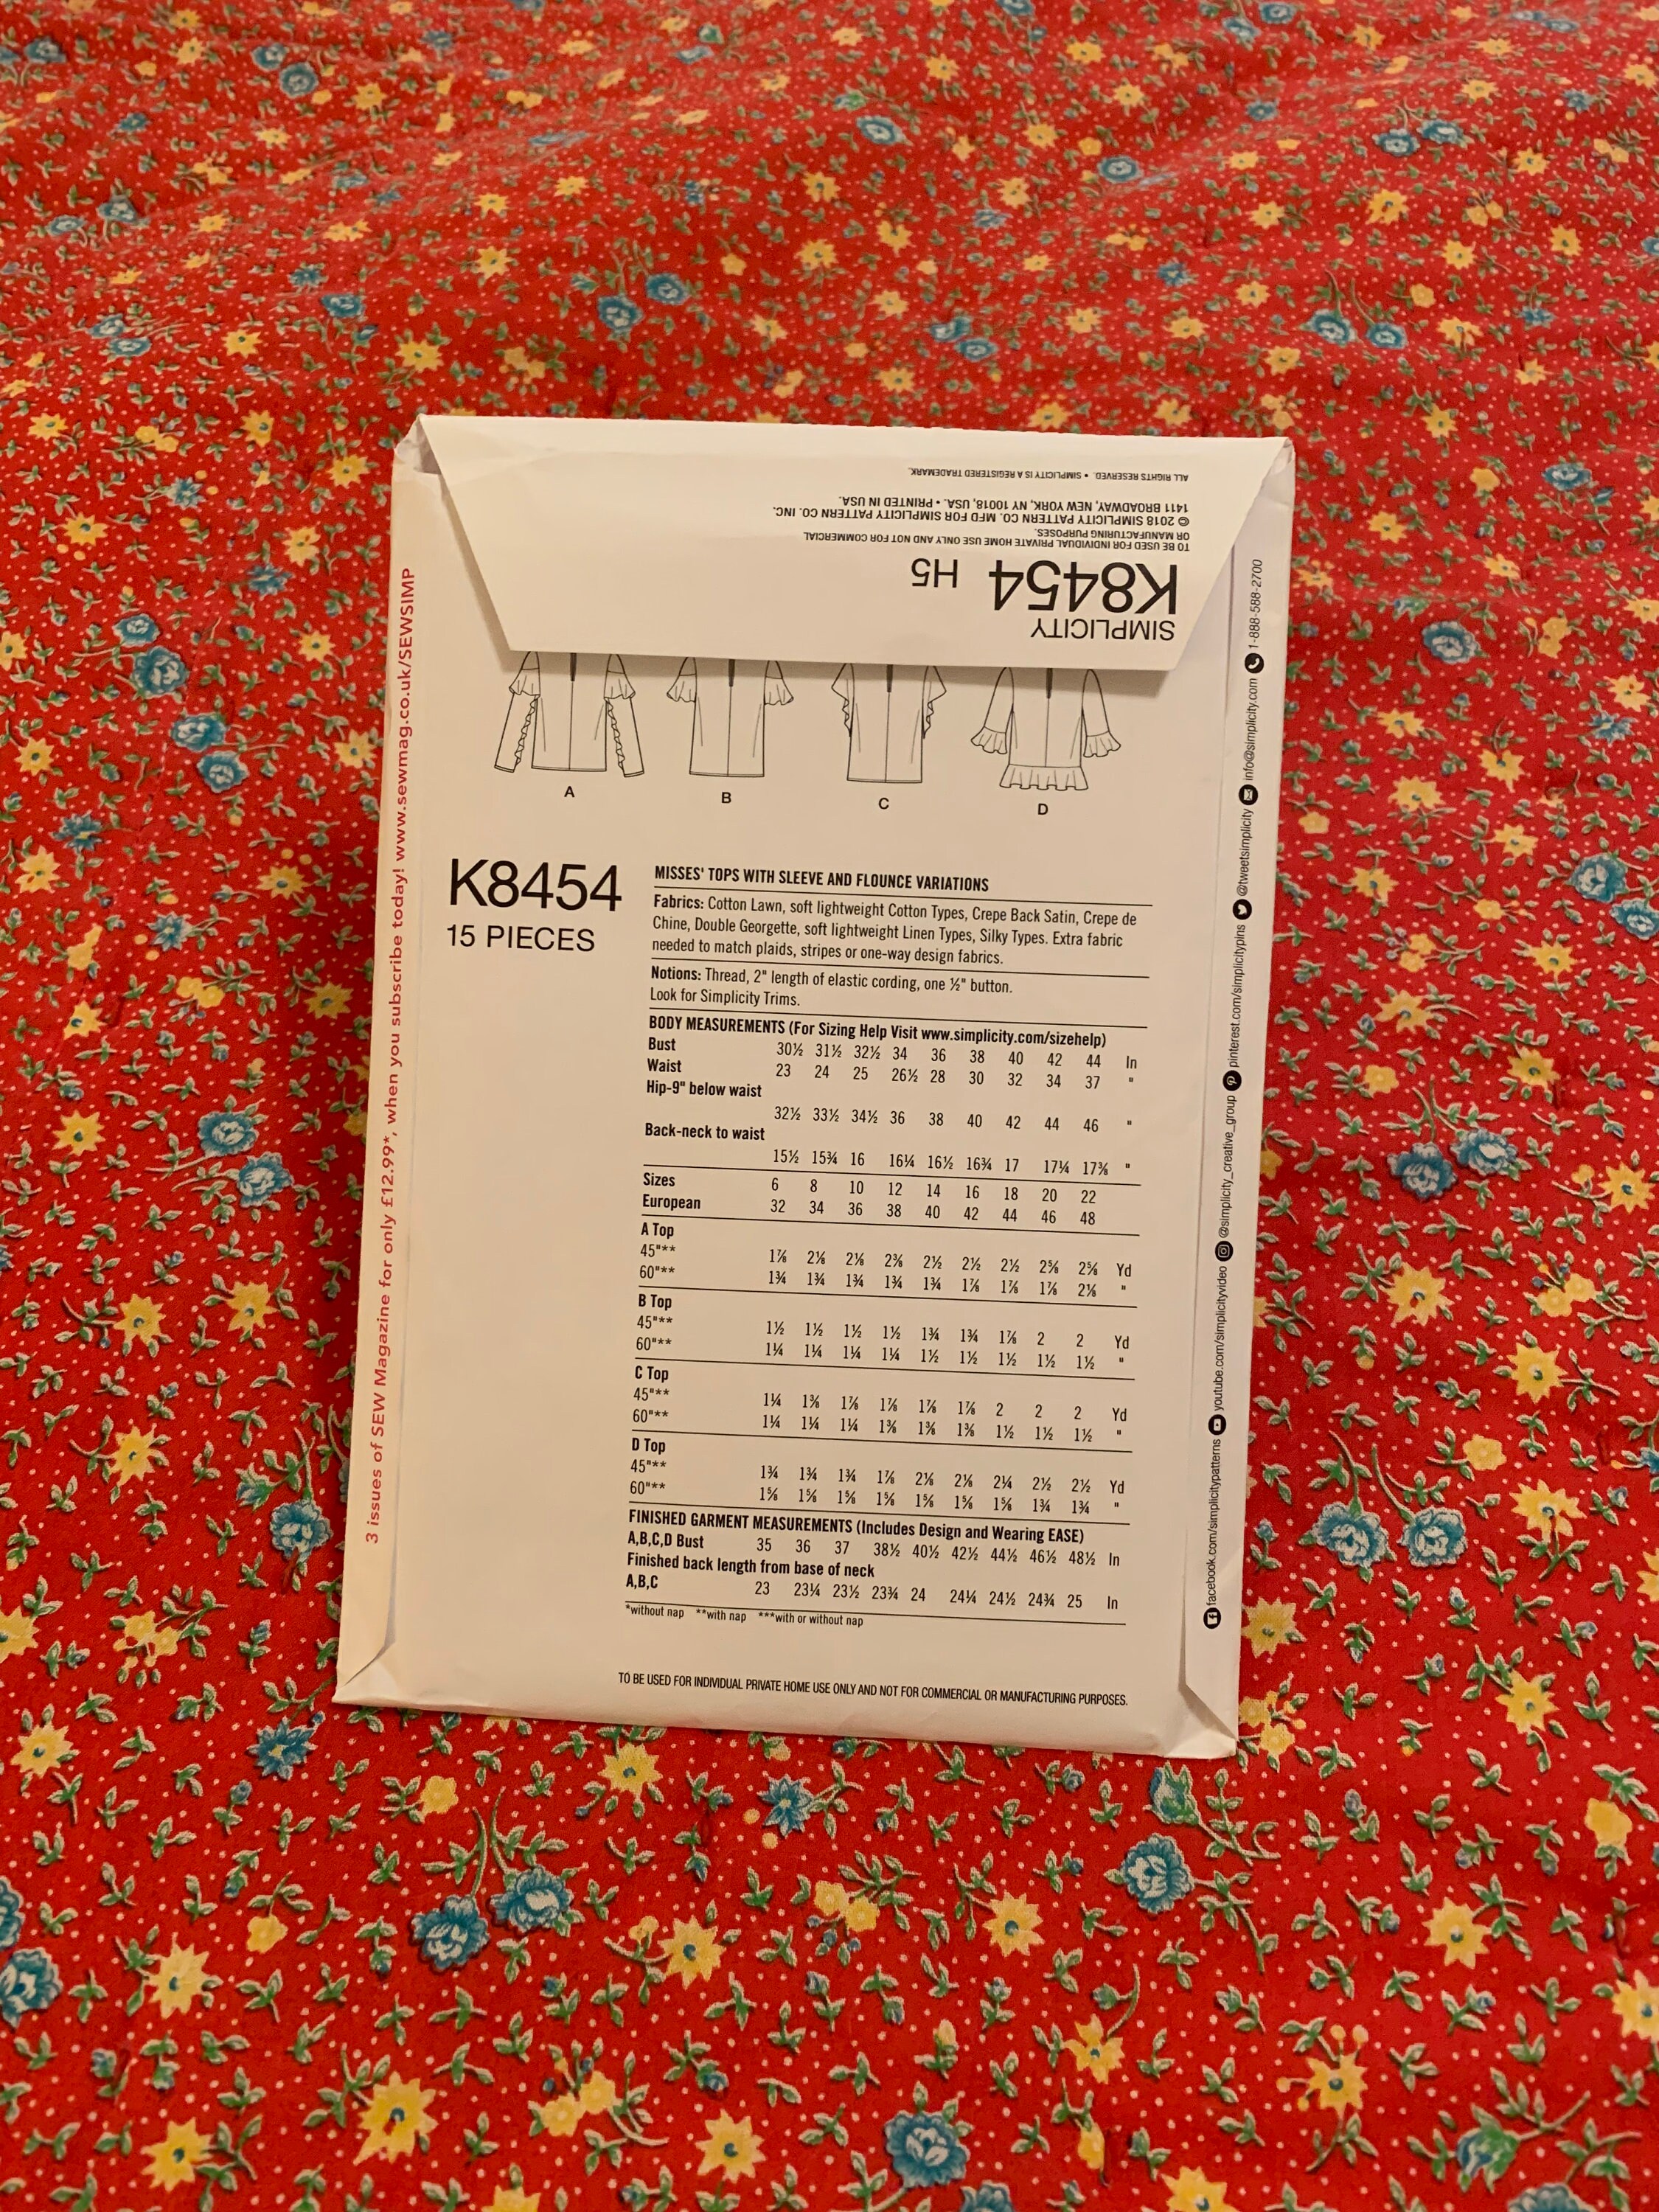 ALL RIGHTS RESERVED. • SIMPLICITY IS A REGISTERED TRADEMARK.
1411 BROADWAY, NEW YORK, NY 10018, USA. • PRINTED IN USA.
© 2018 SIMPLICITY PATTERN CO. MFD FOR SIMPLICITY PATTERN CO. INC.
OR MANUFACTURING PURPOSES.
TO BE USED FOR INDIVIDUAL PRIVATE HOME USE ONLY AND NOT FOR COMMERCIAL
K8454 H5
SIMPLICITY
A B C D
K8454
15 PIECES
MISSES' TOPS WITH SLEEVE AND FLOUNCE VARIATIONS
Fabrics: Cotton Lawn, soft lightweight Cotton Types, Crepe Back Satin, Crepe de
Chine, Double Georgette, soft lightweight Linen Types, Silky Types. Extra fabric
needed to match plaids, stripes or one-way design fabrics.
Notions: Thread, 2" length of elastic cording, one ½" button.
Look for Simplicity Trims.
BODY MEASUREMENTS (For Sizing Help Visit www.simplicity.com/sizehelp)
Bust 30½ 31½ 32½ 34 36 38 40 42 44 In
Waist 23 24 25 26½ 28 30 32 34 37 "
Hip-9" below waist
32½ 33½ 34½ 36 38 40 42 44 46 "
Back-neck to waist
15½ 15¾ 16 16¼ 16½ 16¾ 17 17¼ 17⅜ "
Sizes 6 8 10 12 14 16 18 20 22
European 32 34 36 38 40 42 44 46 48
A Top
45"** 1⅞ 2⅛ 2⅛ 2⅜ 2½ 2½ 2½ 2⅝ 2⅝ Yd
60"** 1¾ 1¾ 1¾ 1¾ 1¾ 1⅞ 1⅞ 1⅞ 2⅛ "
B Top
45"** 1½ 1½ 1½ 1½ 1¾ 1¾ 1⅞ 2 2 Yd
60"** 1¼ 1¼ 1¼ 1¼ 1½ 1½ 1½ 1½ 1½ "
C Top
45"** 1¼ 1⅜ 1⅞ 1⅞ 1⅞ 1⅞ 2 2 2 Yd
60"** 1¼ 1¼ 1¼ 1⅜ 1⅜ 1⅜ 1½ 1½ 1½ "
D Top
45"** 1¾ 1¾ 1¾ 1⅞ 2⅛ 2⅛ 2¼ 2½ 2½ Yd
60"** 1⅝ 1⅝ 1⅝ 1⅝ 1⅝ 1⅝ 1⅝ 1¾ 1¾ "
FINISHED GARMENT MEASUREMENTS (Includes Design and Wearing EASE)
A,B,C,D Bust 35 36 37 38½ 40½ 42½ 44½ 46½ 48½ In
Finished back length from base of neck
A,B,C 23 23¼ 23½ 23¾ 24 24¼ 24½ 24¾ 25 In
*without nap **with nap ***with or without nap
TO BE USED FOR INDIVIDUAL PRIVATE HOME USE ONLY AND NOT FOR COMMERCIAL OR MANUFACTURING PURPOSES.
3 issues of SEW Magazine for only £12.99*, when you subscribe today! www.sewmag.co.uk/SEWSIMP
facebook.com/simplicitypatterns youtube.com/simplicityvideo @simplicity_creative_group pinterest.com/simplicitypins @tweetsimplicity info@simplicity.com 1-888-588-2700